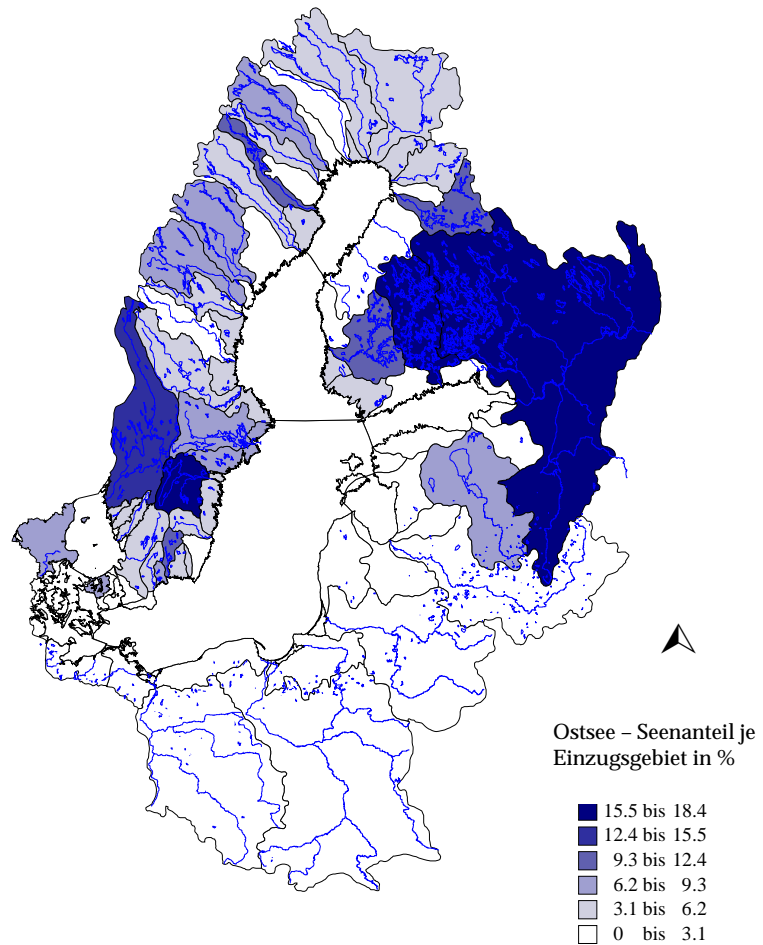 Ostsee – Seenanteil je
Einzugsgebiet in %
15.5 bis 18.4
12.4 bis 15.5
9.3 bis 12.4
6.2 bis 9.3
3.1 bis 6.2
0 bis 3.1